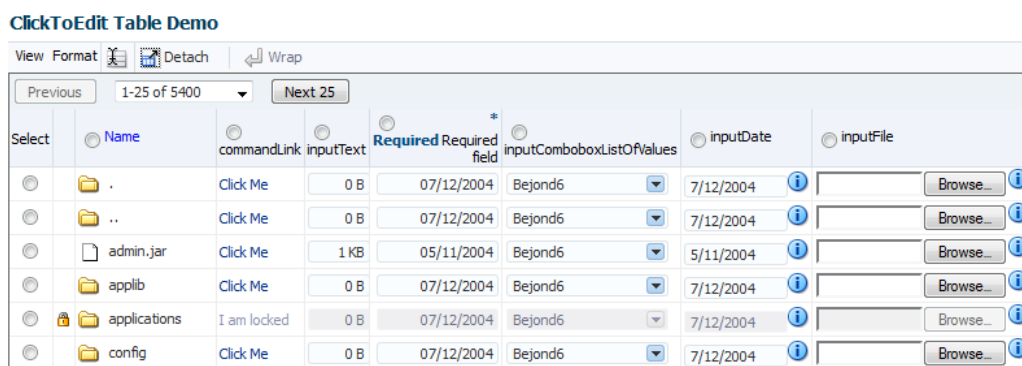 ClickToEdit Table Demo
View Format Detach Wrap
Previous 1-25 of 5400 Next 25
Select Name commandLink inputText * Required Required field inputComboboxListOfValues inputDate inputFile
. Click Me 0 B 07/12/2004 Bejond6 7/12/2004 Browse...
.. Click Me 0 B 07/12/2004 Bejond6 7/12/2004 Browse...
admin.jar Click Me 1 KB 05/11/2004 Bejond6 5/11/2004 Browse...
applib Click Me 0 B 07/12/2004 Bejond6 7/12/2004 Browse...
applications I am locked 0 B 07/12/2004 Bejond6 7/12/2004 Browse...
config Click Me 0 B 07/12/2004 Bejond6 7/12/2004 Browse...